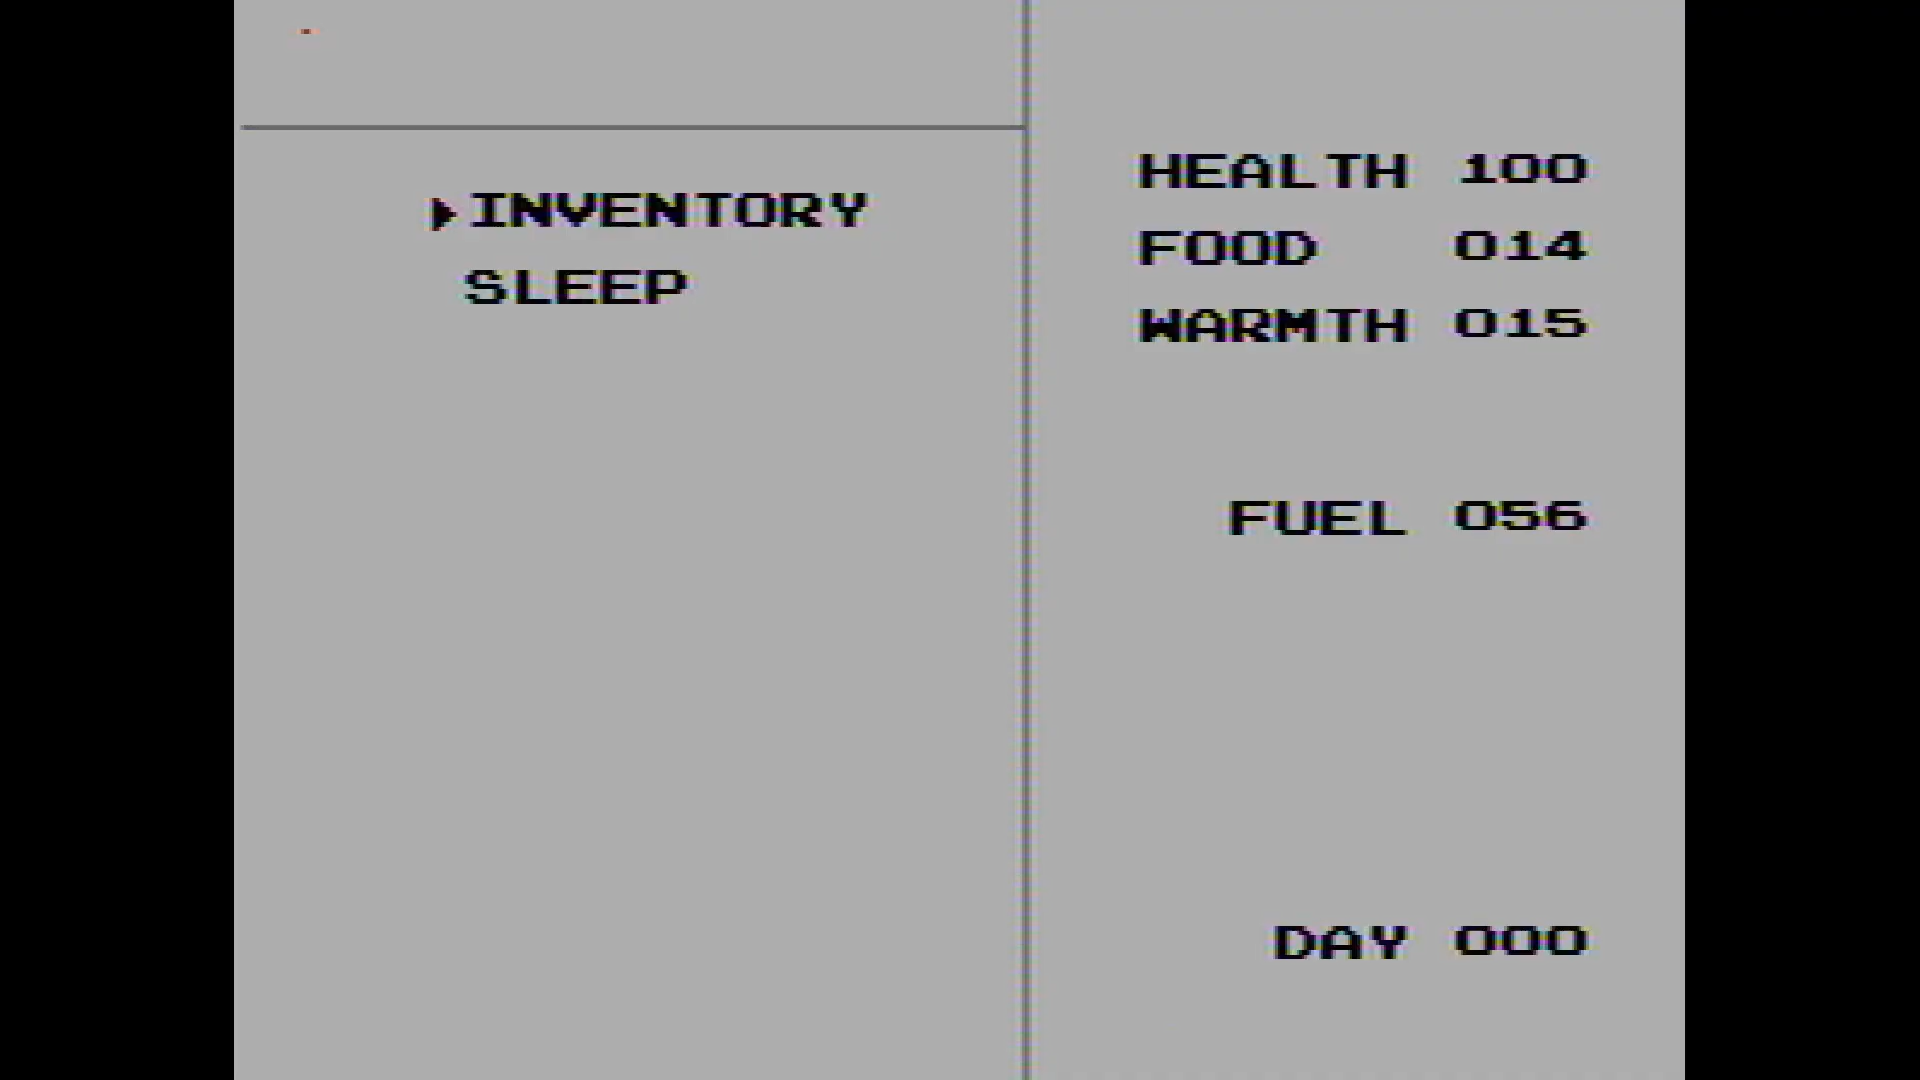 INVENTORY
SLEEP
HEALTH 100
FOOD 014
WARMTH 015
FUEL 056
DAY 000